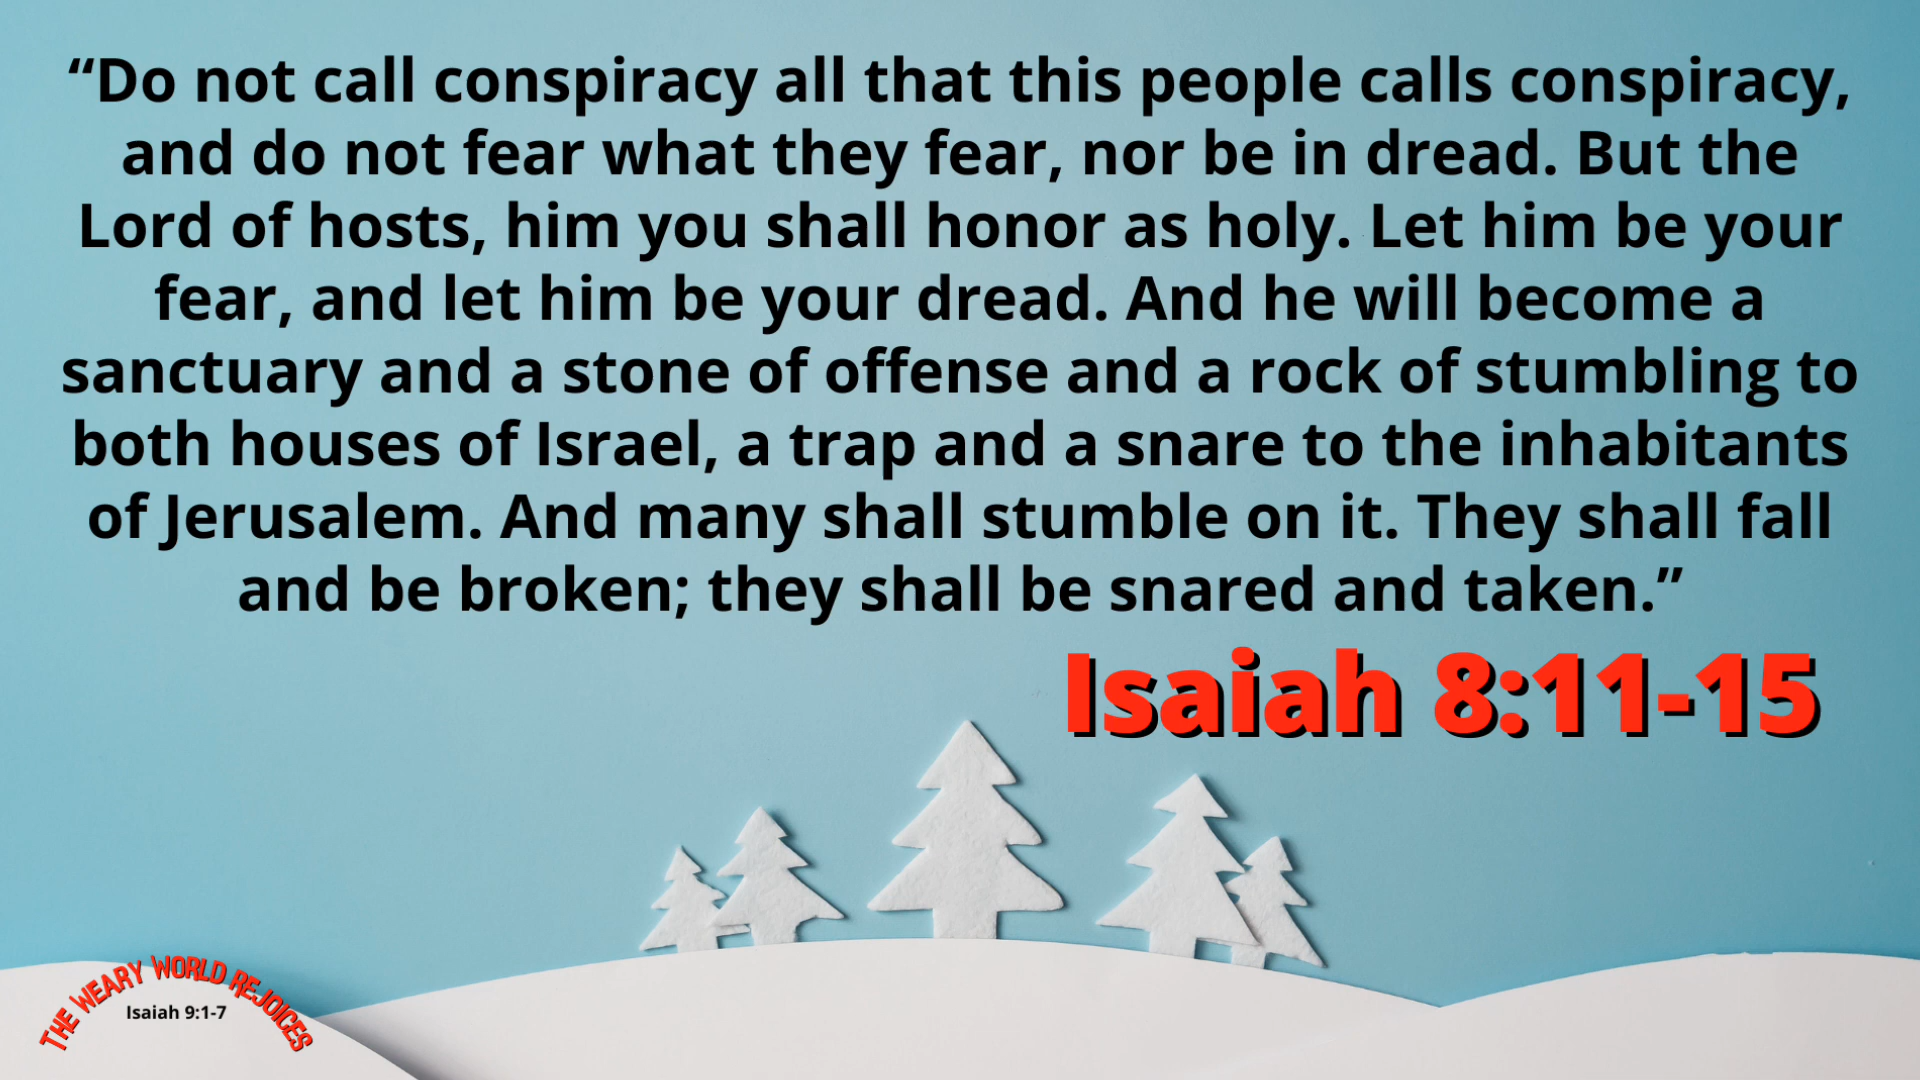 “Do not call conspiracy all that this people calls conspiracy,
and do not fear what they fear, nor be in dread. But the
Lord of hosts, him you shall honor as holy. Let him be your
fear, and let him be your dread. And he will become a
sanctuary and a stone of offense and a rock of stumbling to
both houses of Israel, a trap and a snare to the inhabitants
of Jerusalem. And many shall stumble on it. They shall fall
and be broken; they shall be snared and taken.”
Isaiah 8:11-15
THE WEARY WORLD REJOICES
Isaiah 9:1-7